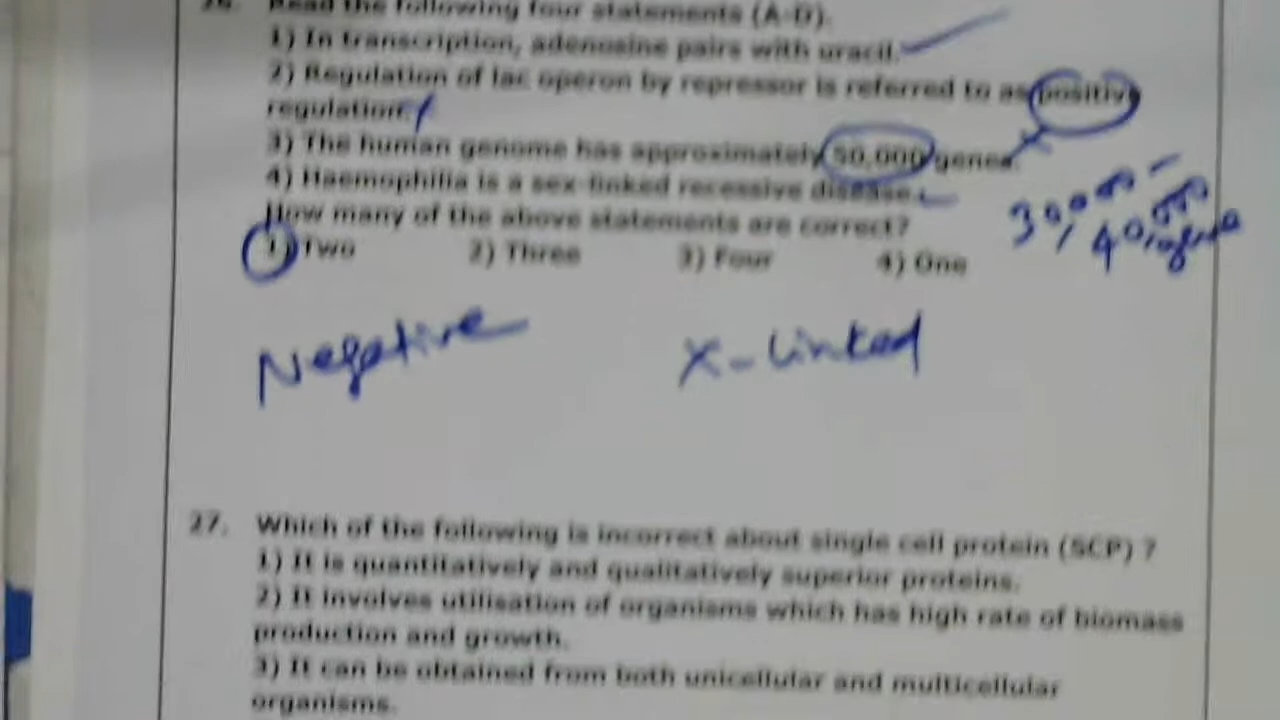 26. Read the following four statements (A-D).
1) In transcription, adenosine pairs with uracil.
2) Regulation of lac operon by repressor is referred to as positive
regulation.
3) The human genome has approximately 50,000 genes.
4) Haemophilia is a sex-linked recessive disease.
How many of the above statements are correct?
1) Two 2) Three 3) Four 4) One
30,000 -
40,000
Negative X-linked
27. Which of the following is incorrect about single cell protein (SCP) ?
1) It is quantitatively and qualitatively superior proteins.
2) It involves utilisation of organisms which has high rate of biomass
production and growth.
3) It can be obtained from both unicellular and multicellular
organisms.